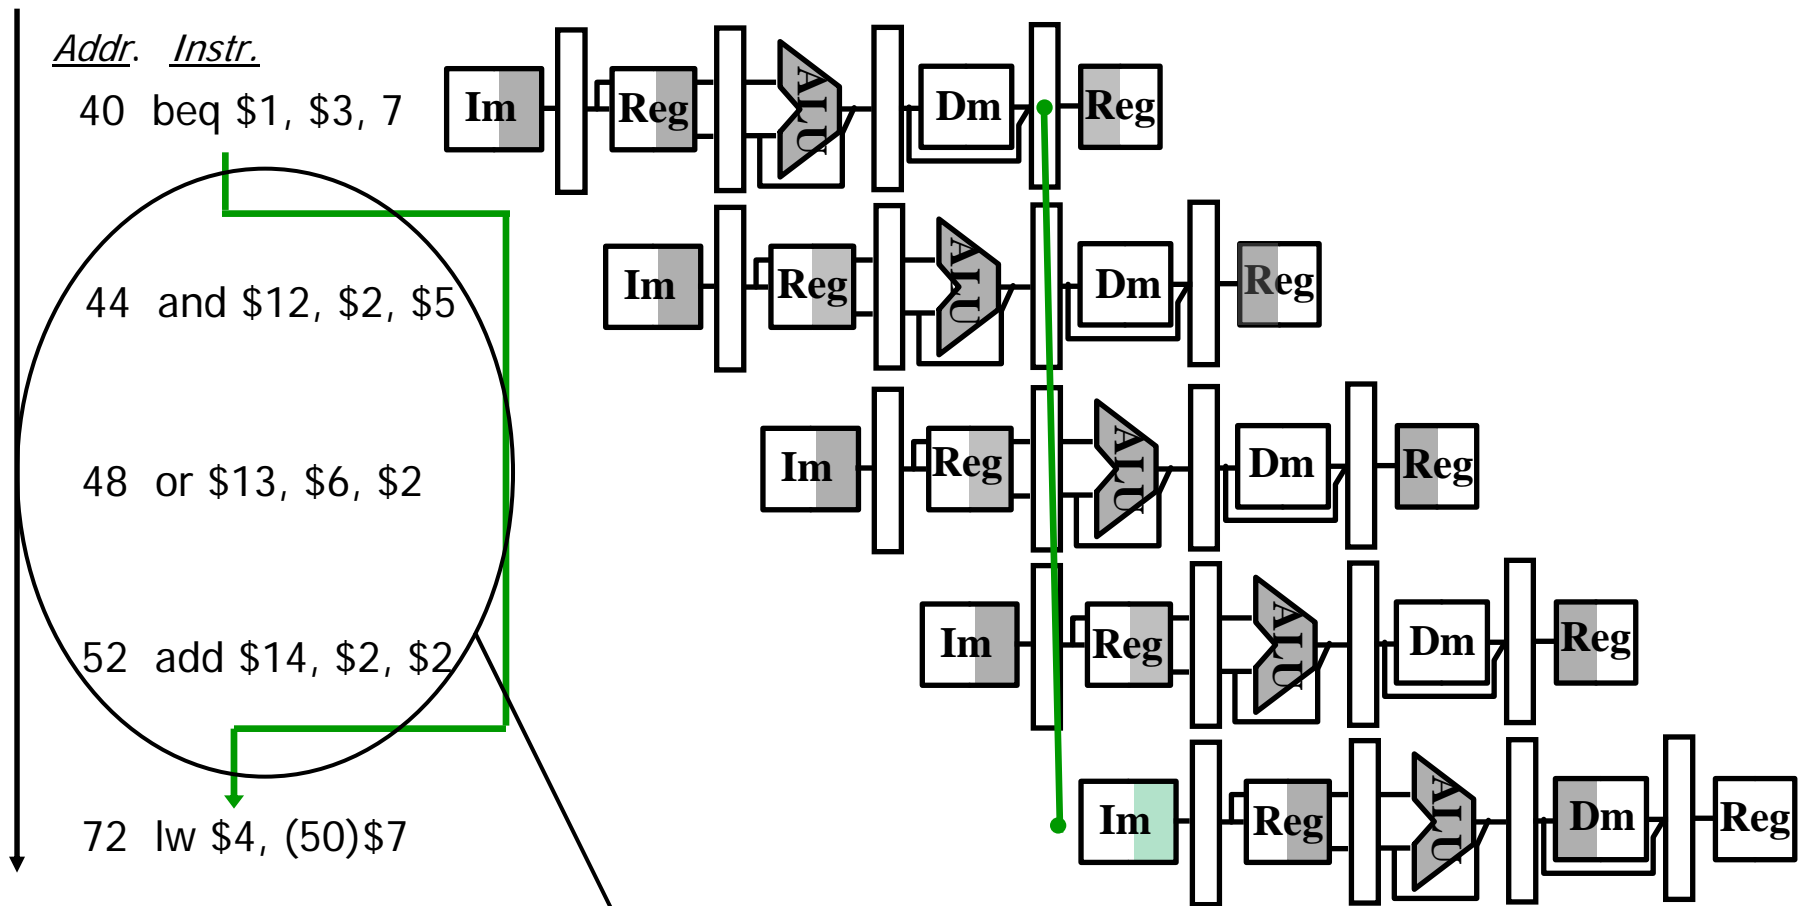 Addr. Instr.
40 beq $1, $3, 7
Im Reg ALU Dm Reg
44 and $12, $2, $5
Im Reg ALU Dm Reg
48 or $13, $6, $2
Im Reg ALU Dm Reg
52 add $14, $2, $2
Im Reg ALU Dm Reg
72 lw $4, (50)$7
Im Reg ALU Dm Reg